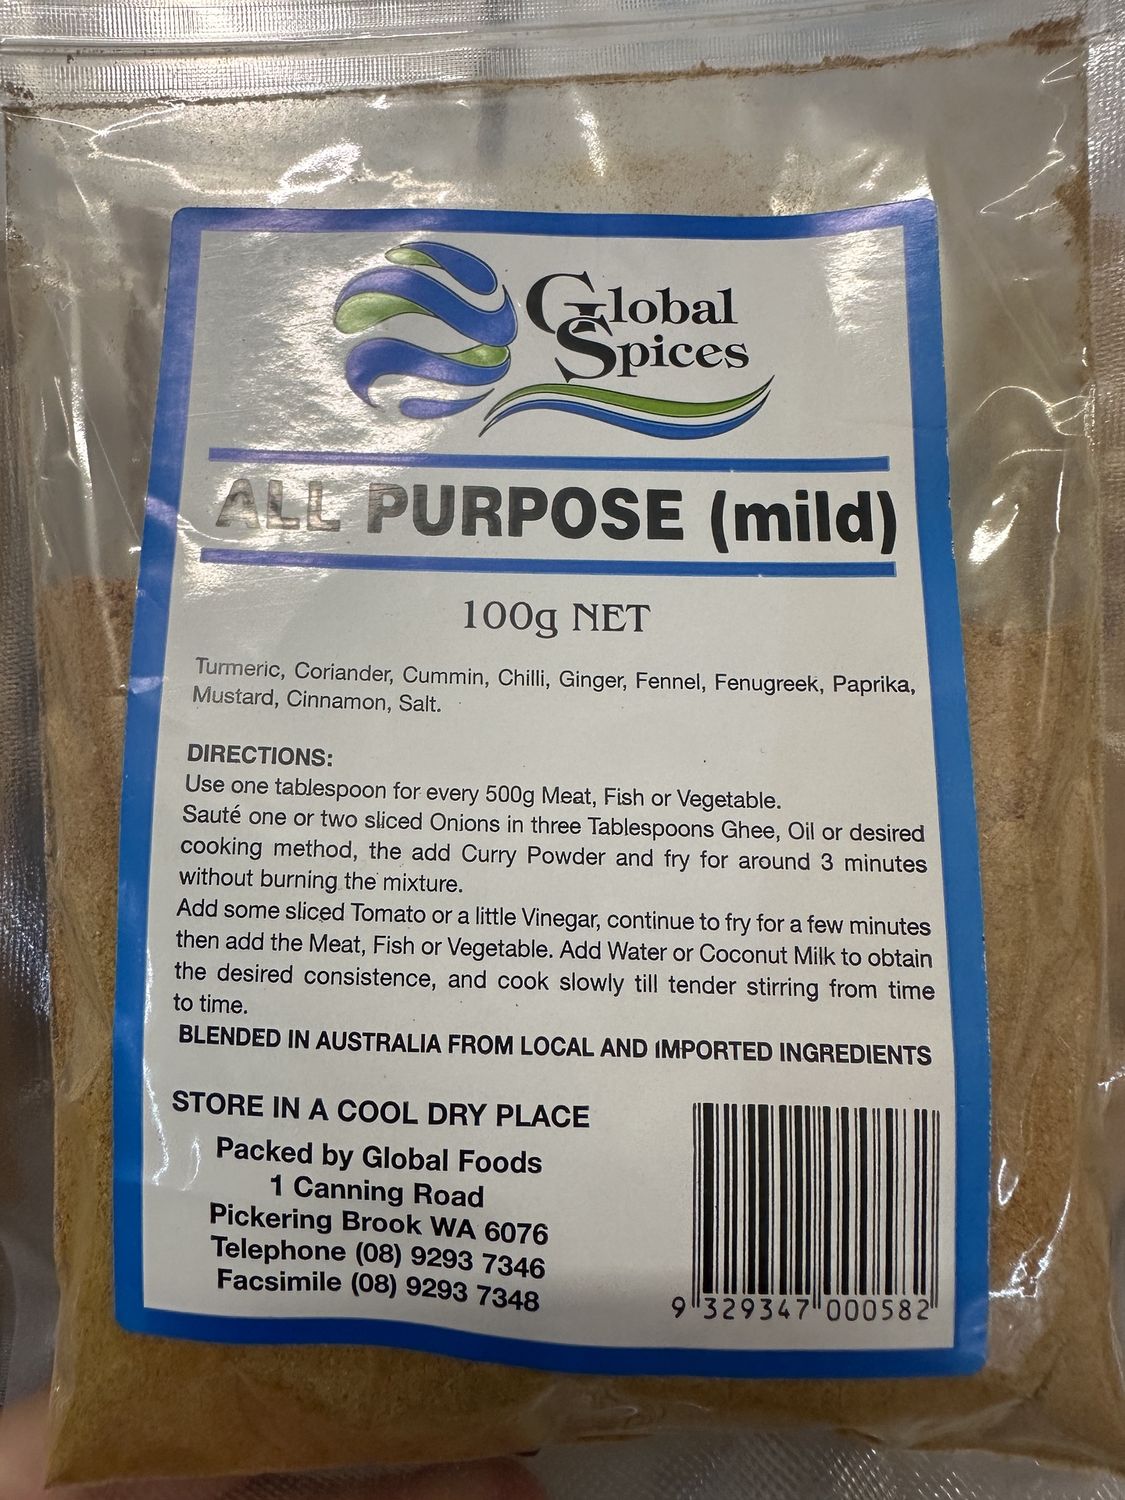 Global
Spices
ALL PURPOSE (mild)
100g NET
Turmeric, Coriander, Cummin, Chilli, Ginger, Fennel, Fenugreek, Paprika,
Mustard, Cinnamon, Salt.
DIRECTIONS:
Use one tablespoon for every 500g Meat, Fish or Vegetable.
Sauté one or two sliced Onions in three Tablespoons Ghee, Oil or desired
cooking method, the add Curry Powder and fry for around 3 minutes
without burning the mixture.
Add some sliced Tomato or a little Vinegar, continue to fry for a few minutes
then add the Meat, Fish or Vegetable. Add Water or Coconut Milk to obtain
the desired consistence, and cook slowly till tender stirring from time
to time.
BLENDED IN AUSTRALIA FROM LOCAL AND IMPORTED INGREDIENTS
STORE IN A COOL DRY PLACE
Packed by Global Foods
1 Canning Road
Pickering Brook WA 6076
Telephone (08) 9293 7346
Facsimile (08) 9293 7348
9 329347 000582